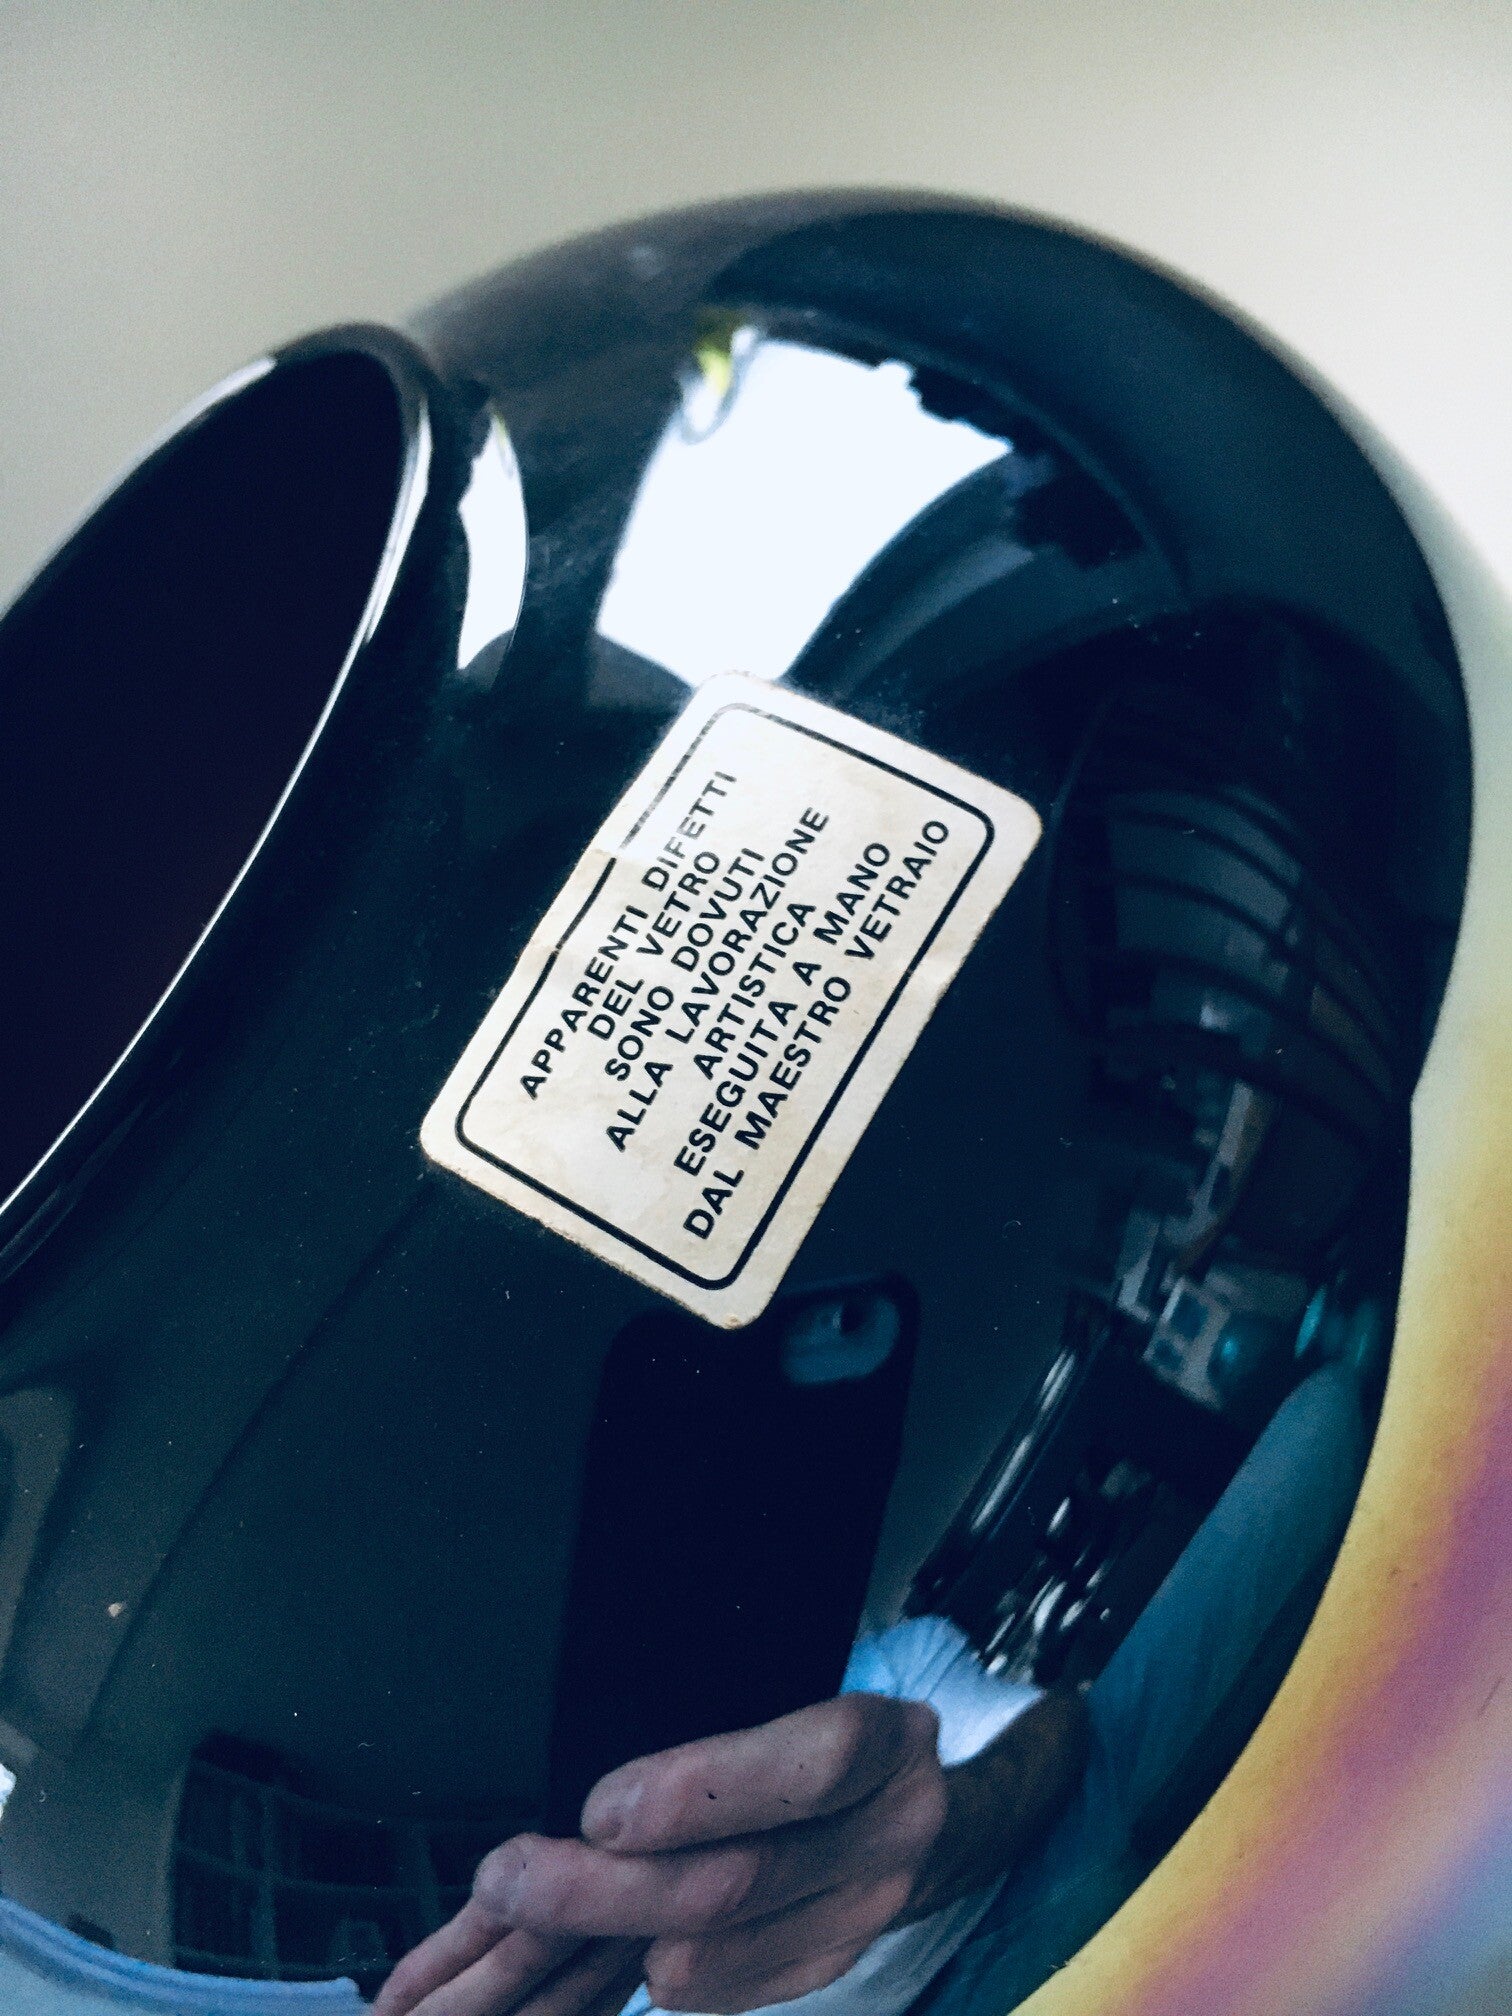 APPARENTI DIFETTI
DEL VETRO
SONO DOVUTI
ALLA LAVORAZIONE
ARTISTICA
ESEGUITA A MANO
DAL MAESTRO VETRAIO